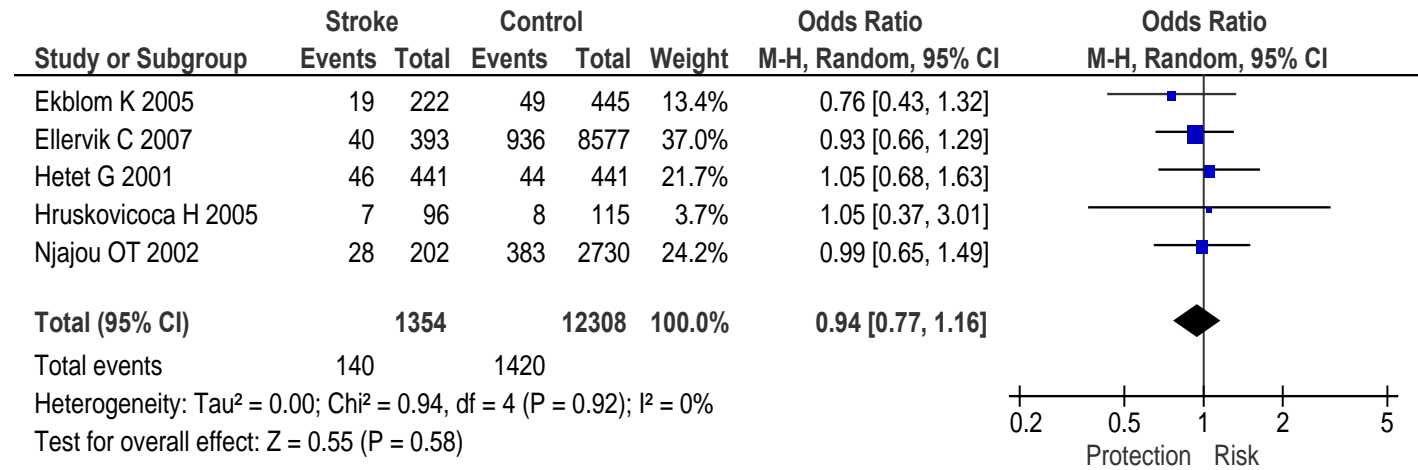 Stroke Control Odds Ratio Odds Ratio
Study or Subgroup Events Total Events Total Weight M-H, Random, 95% CI M-H, Random, 95% CI
Ekblom K 2005 19 222 49 445 13.4% 0.76 [0.43, 1.32]
Ellervik C 2007 40 393 936 8577 37.0% 0.93 [0.66, 1.29]
Hetet G 2001 46 441 44 441 21.7% 1.05 [0.68, 1.63]
Hruskovicoca H 2005 7 96 8 115 3.7% 1.05 [0.37, 3.01]
Njajou OT 2002 28 202 383 2730 24.2% 0.99 [0.65, 1.49]
Total (95% CI) 1354 12308 100.0% 0.94 [0.77, 1.16]
Total events 140 1420
Heterogeneity: Tau² = 0.00; Chi² = 0.94, df = 4 (P = 0.92); I² = 0%
Test for overall effect: Z = 0.55 (P = 0.58)
0.2 0.5 1 2 5
Protection Risk